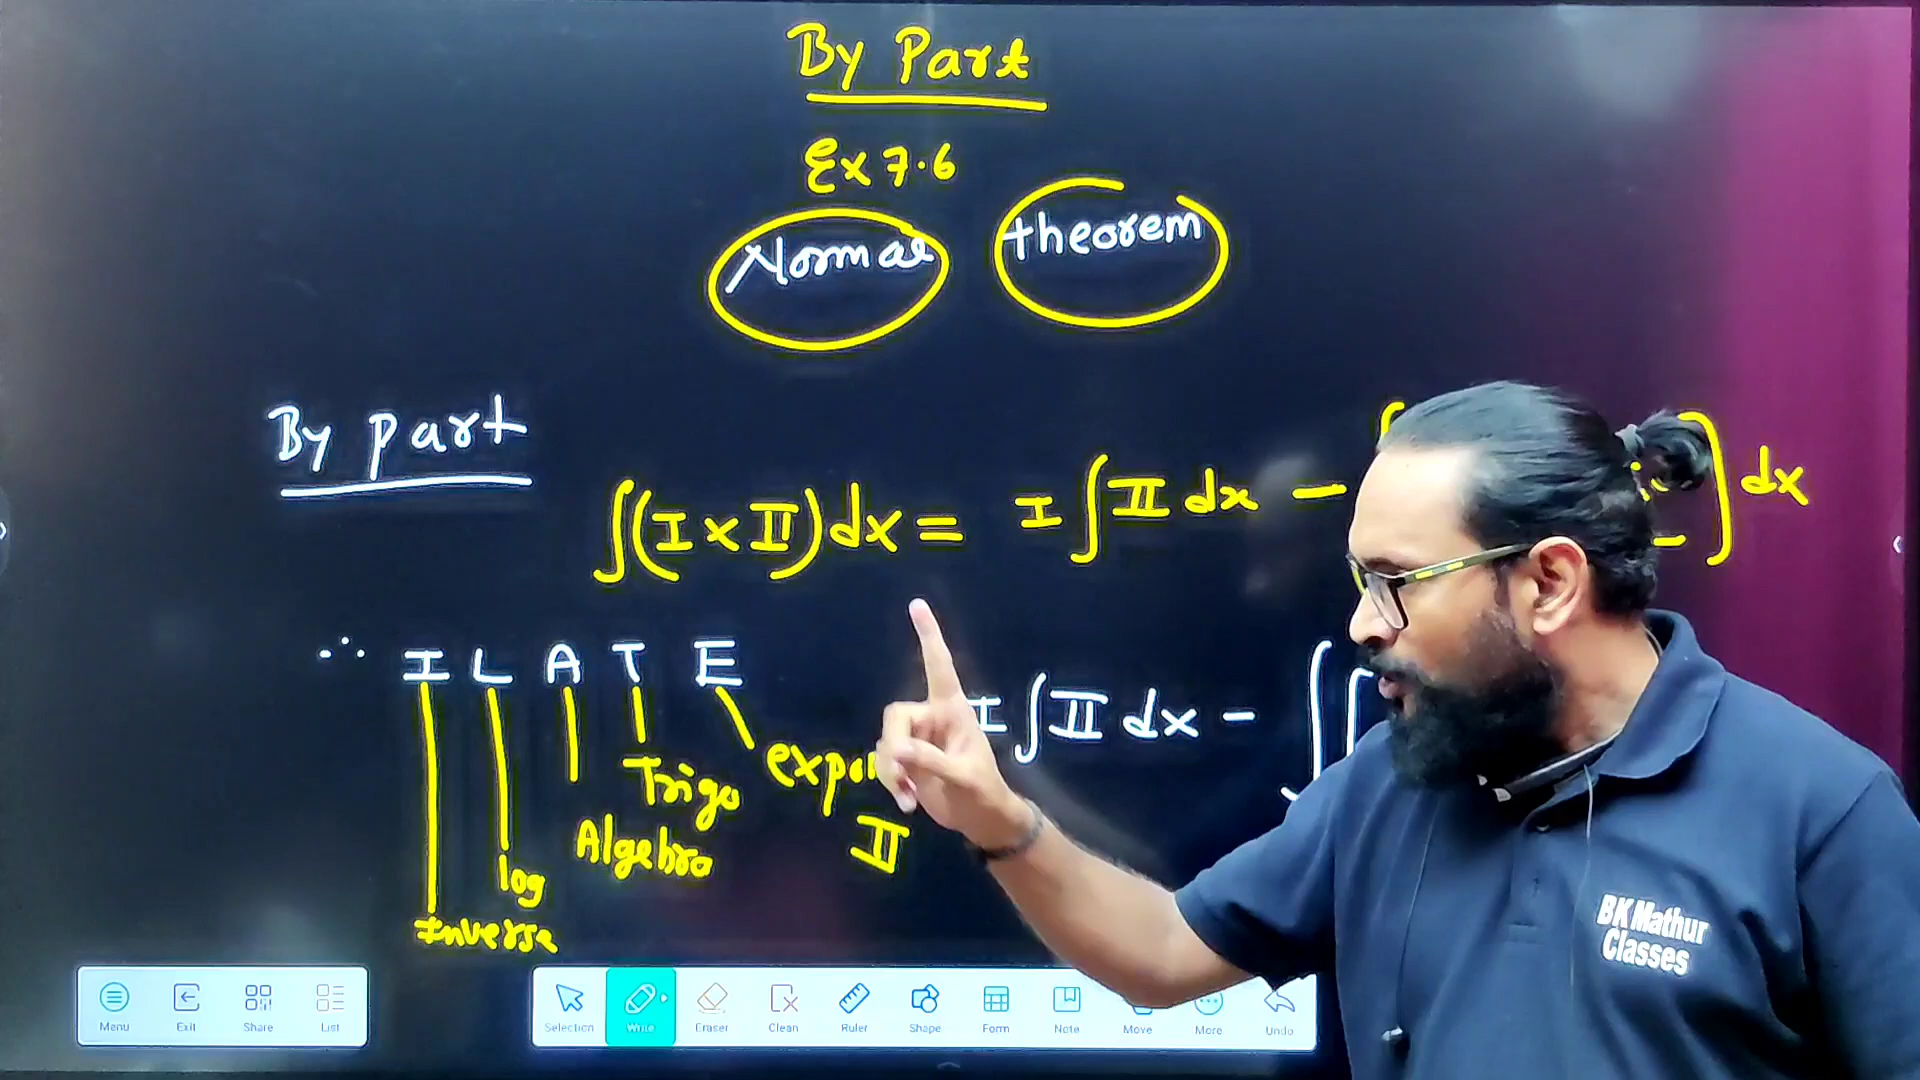 By Part
Ex 7.6
Normal theorem
By part
∫(I x II)dx = I ∫II dx - dx
∴ I L A T E
I ∫II dx - ∫∫
Trigo
Algebra
II
log
Inverse
BK Mathur
Classes
Menu Exit Share List
Selection Write Eraser Clean Ruler Shape Form Note Move More Undo